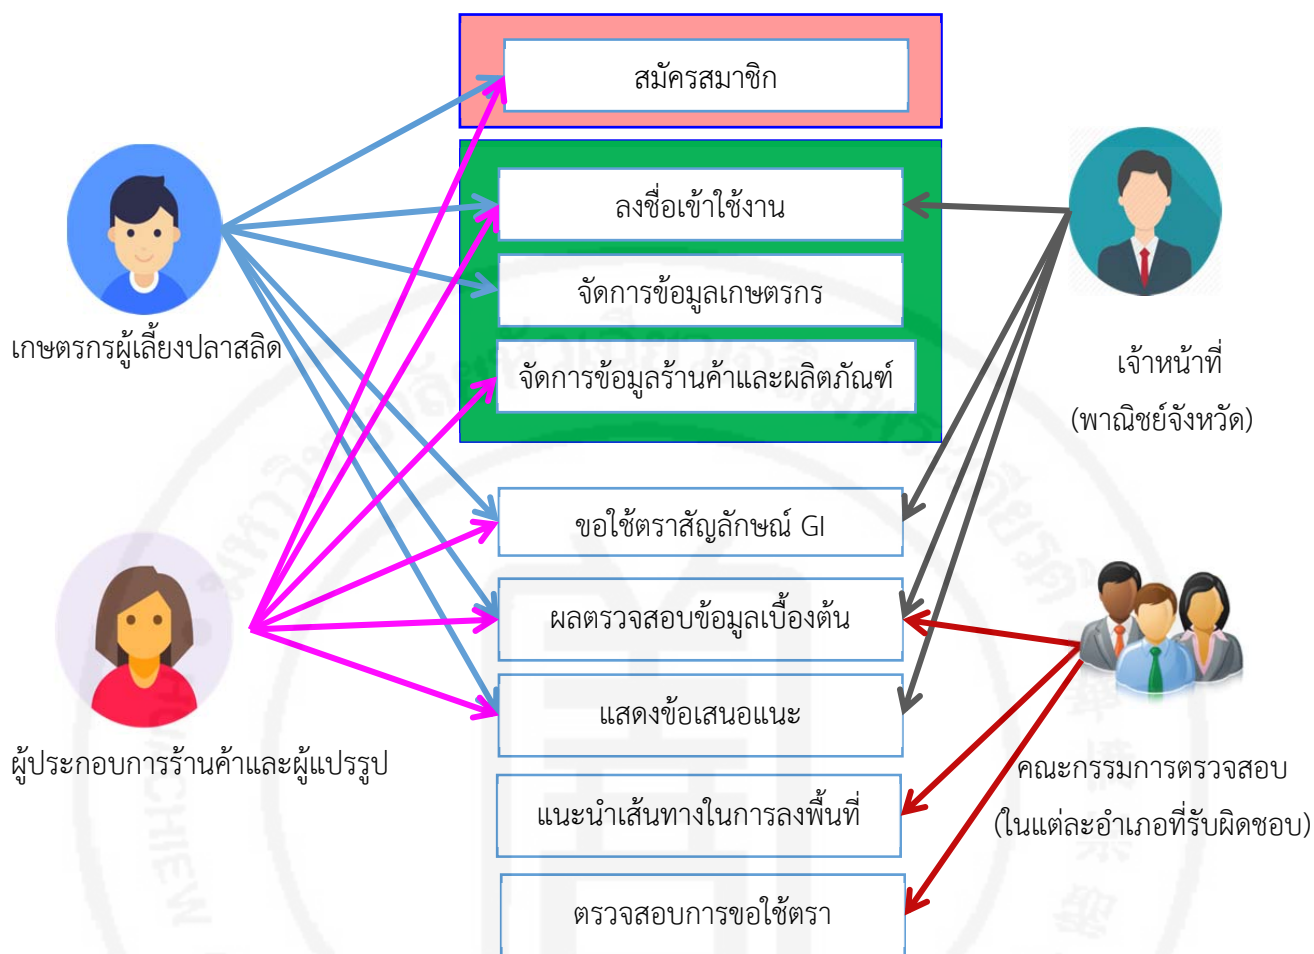 สมัครสมาชิก
ลงชื่อเข้าใช้งาน
จัดการข้อมูลเกษตรกร
เกษตรกรผู้เลี้ยงปลาสลิด
จัดการข้อมูลร้านค้าและผลิตภัณฑ์
เจ้าหน้าที่
(พาณิชย์จังหวัด)
ขอใช้ตราสัญลักษณ์ GI
ผลตรวจสอบข้อมูลเบื้องต้น
แสดงข้อเสนอแนะ
ผู้ประกอบการร้านค้าและผู้แปรรูป
คณะกรรมการตรวจสอบ
(ในแต่ละอำเภอที่รับผิดชอบ)
แนะนำเส้นทางในการลงพื้นที่
ตรวจสอบการขอใช้ตรา